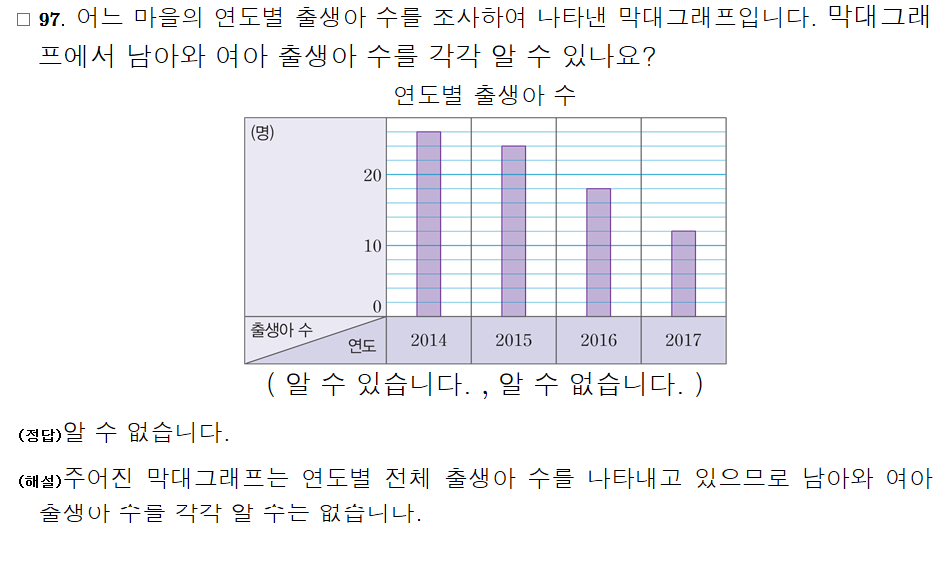 □ 97. 어느 마을의 연도별 출생아 수를 조사하여 나타낸 막대그래프입니다. 막대그래
프에서 남아와 여아 출생아 수를 각각 알 수 있나요?
연도별 출생아 수
(명)
20
10
0
출생아 수
연도
2014 2015 2016 2017
( 알 수 있습니다. , 알 수 없습니다. )
(정답)알 수 없습니다.
(해설)주어진 막대그래프는 연도별 전체 출생아 수를 나타내고 있으므로 남아와 여아
출생아 수를 각각 알 수는 없습니다.